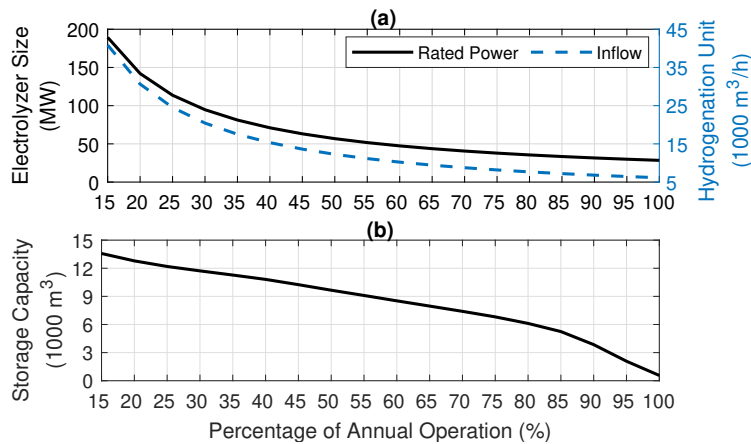 (a)
200
150
100
50
0
Electrolyzer Size
(MW)
Rated Power
Inflow
45
35
25
15
5
Hydrogenation Unit
(1000 m³/h)
15 20 25 30 35 40 45 50 55 60 65 70 75 80 85 90 95 100
(b)
15
12
9
6
3
0
Storage Capacity
(1000 m³)
15 20 25 30 35 40 45 50 55 60 65 70 75 80 85 90 95 100
Percentage of Annual Operation (%)